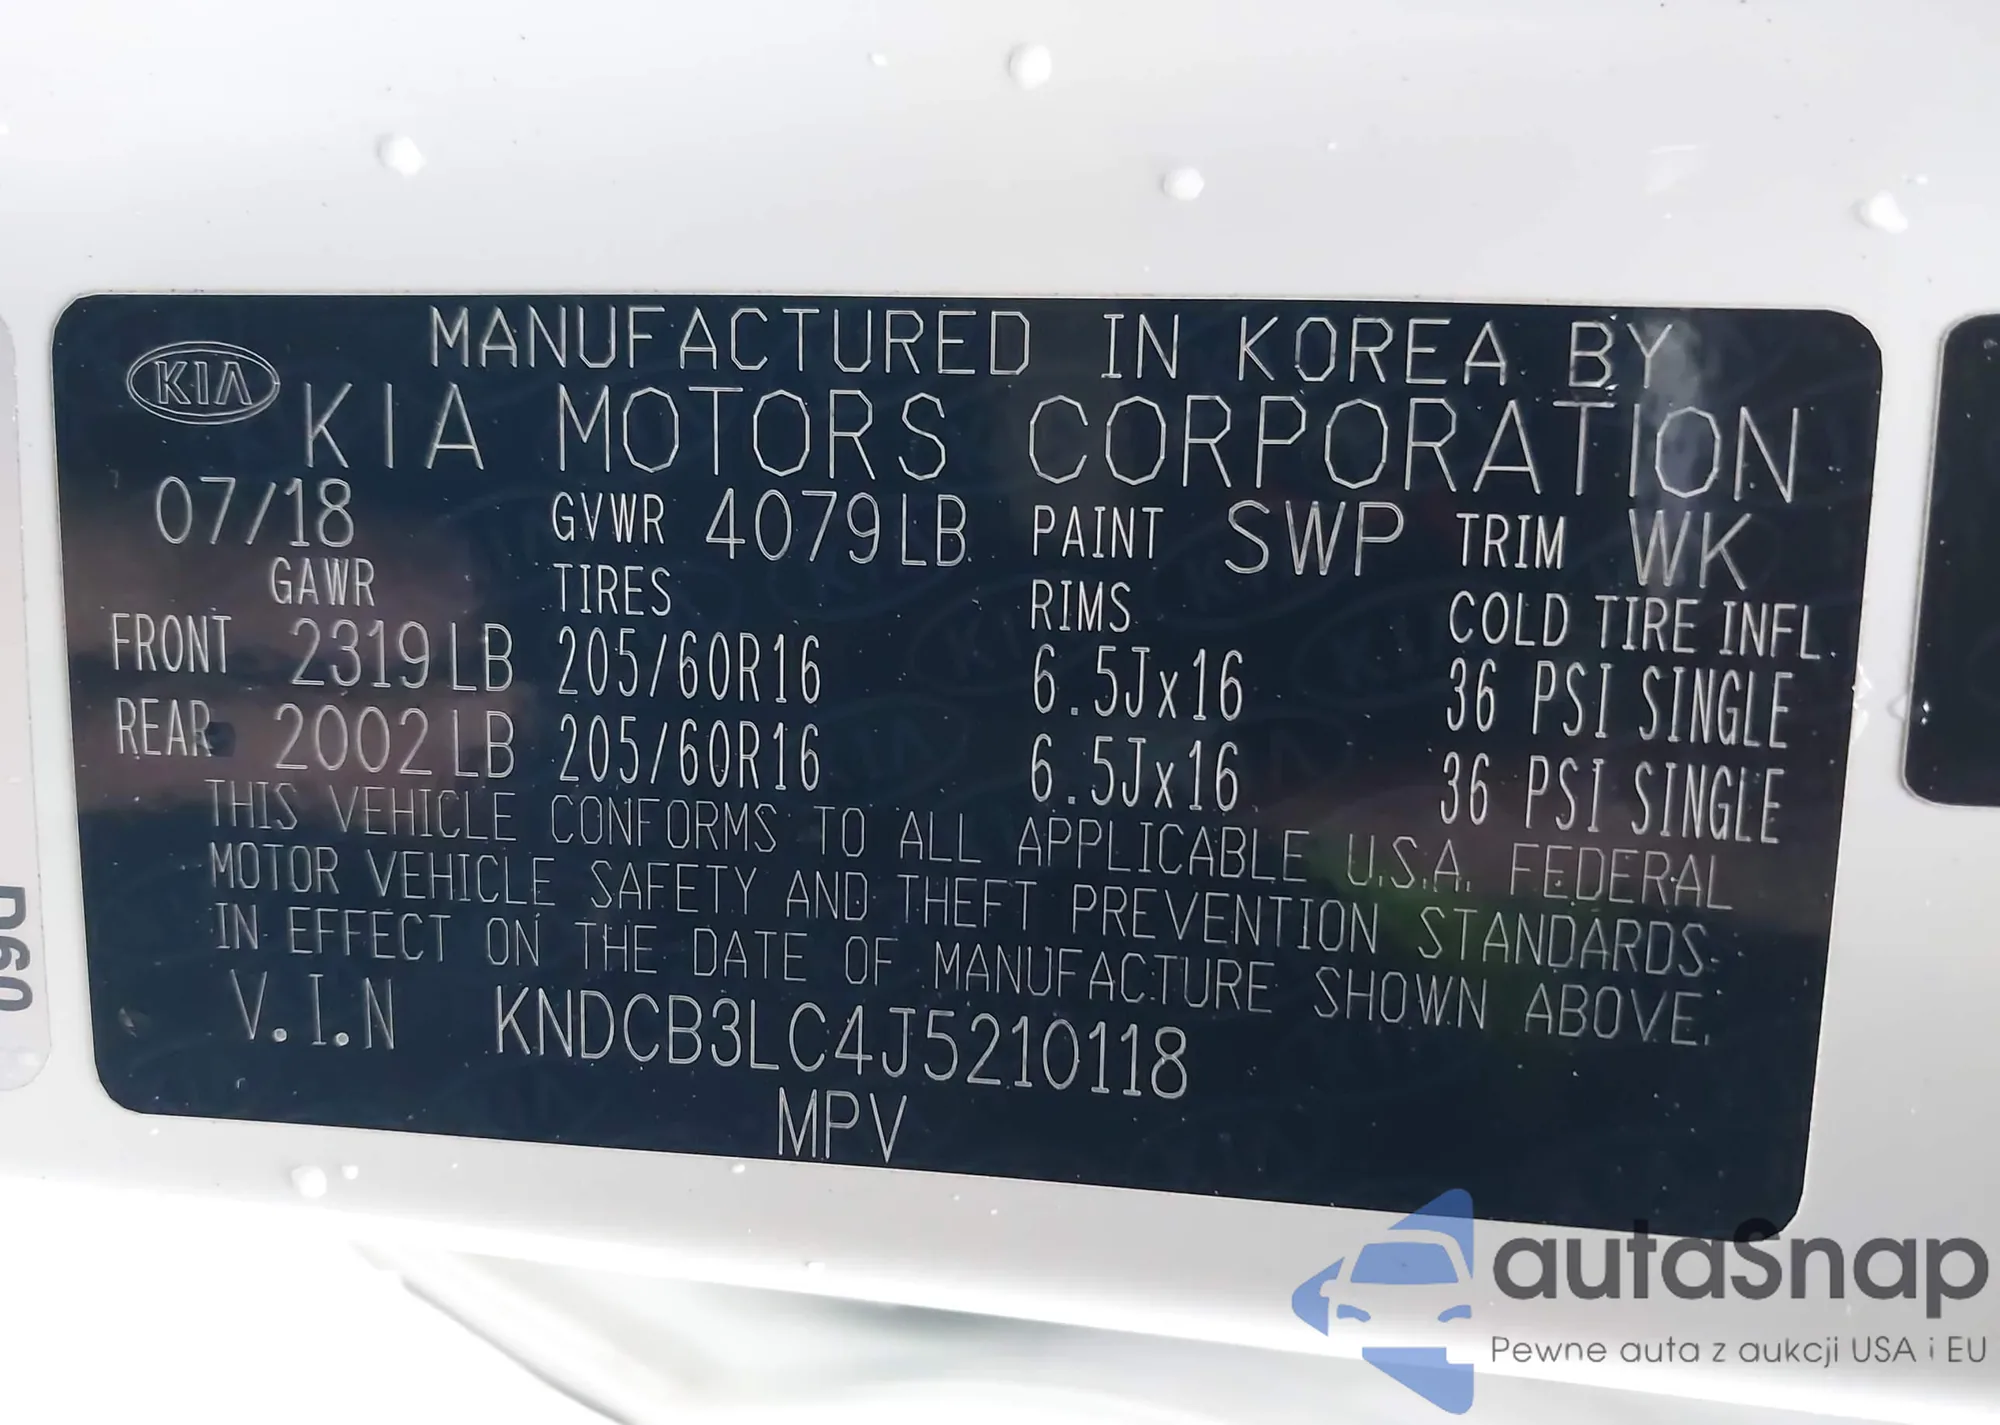 MANUFACTURED IN KOREA BY
KIA
KIA MOTORS CORPORATION
07/18 GVWR 4079LB PAINT SWP TRIM WK
GAWR TIRES RIMS COLD TIRE INFL.
FRONT 2319LB 205/60R16 6.5Jx16 36 PSI SINGLE
REAR 2002LB 205/60R16 6.5Jx16 36 PSI SINGLE
THIS VEHICLE CONFORMS TO ALL APPLICABLE U.S.A. FEDERAL
MOTOR VEHICLE SAFETY AND THEFT PREVENTION STANDARDS
IN EFFECT ON THE DATE OF MANUFACTURE SHOWN ABOVE.
V.I.N KNDCB3LC4J5210118
MPV
D60
autaSnap
Pewne auta z aukcji USA i EU